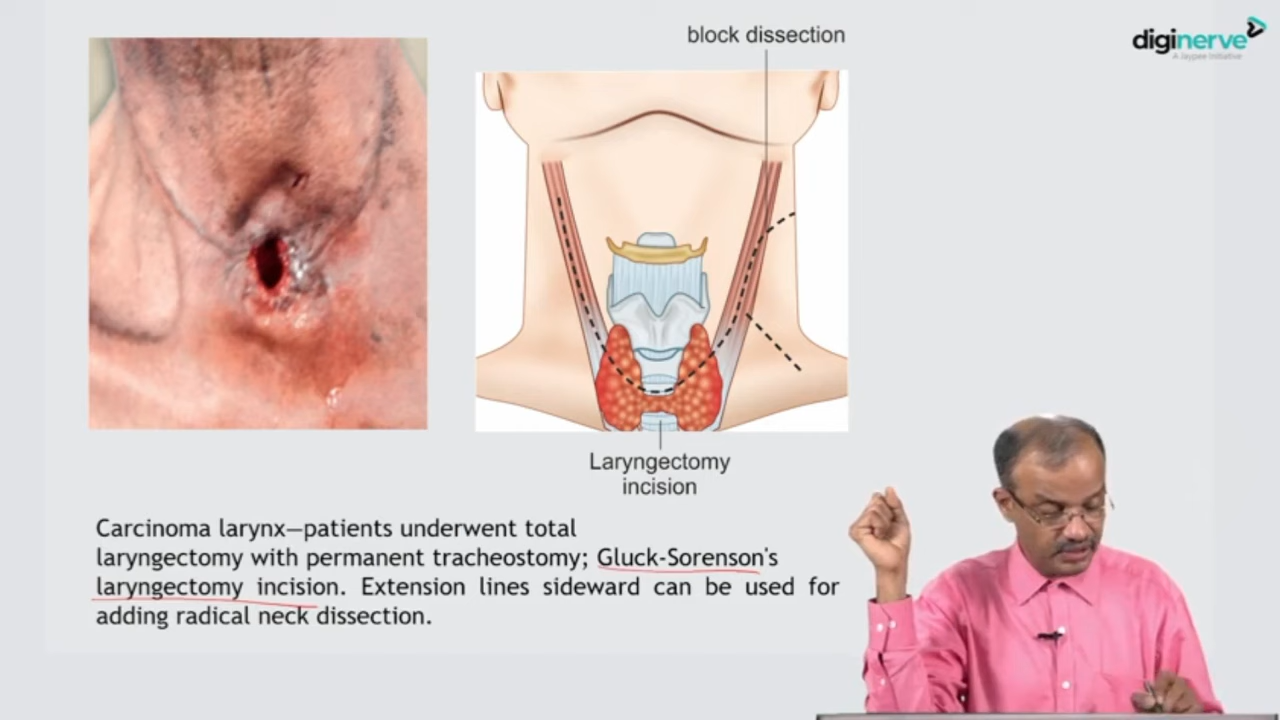 block dissection
diginerve
A Jaypee Initiative
Laryngectomy
incision
Carcinoma larynx—patients underwent total
laryngectomy with permanent tracheostomy; Gluck-Sorenson's
laryngectomy incision. Extension lines sideward can be used for
adding radical neck dissection.